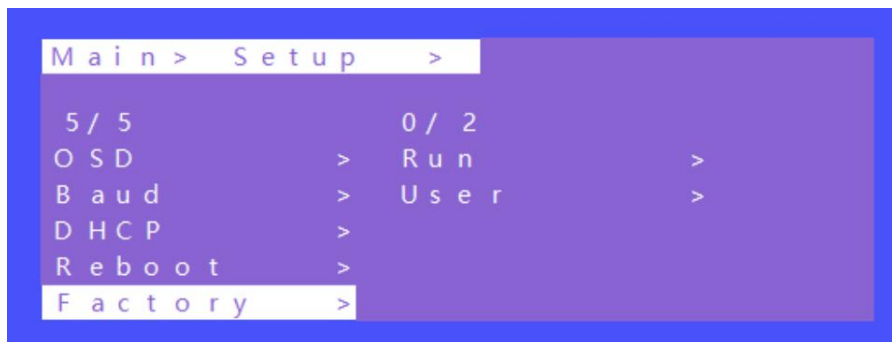 Main> Setup >
5/ 5 0/ 2
OSD > Run >
Baud > User >
DHCP >
Reboot >
Factory >